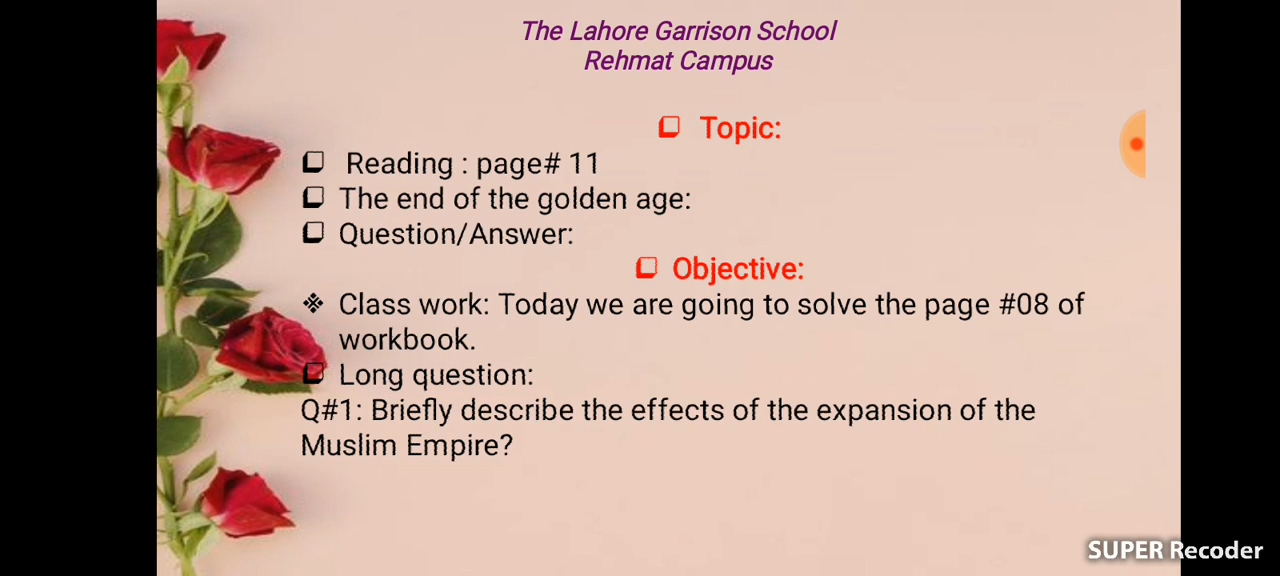 The Lahore Garrison School
Rehmat Campus
Topic:
Reading : page# 11
The end of the golden age:
Question/Answer:
Objective:
Class work: Today we are going to solve the page #08 of
workbook.
Long question:
Q#1: Briefly describe the effects of the expansion of the
Muslim Empire?
SUPER Recoder